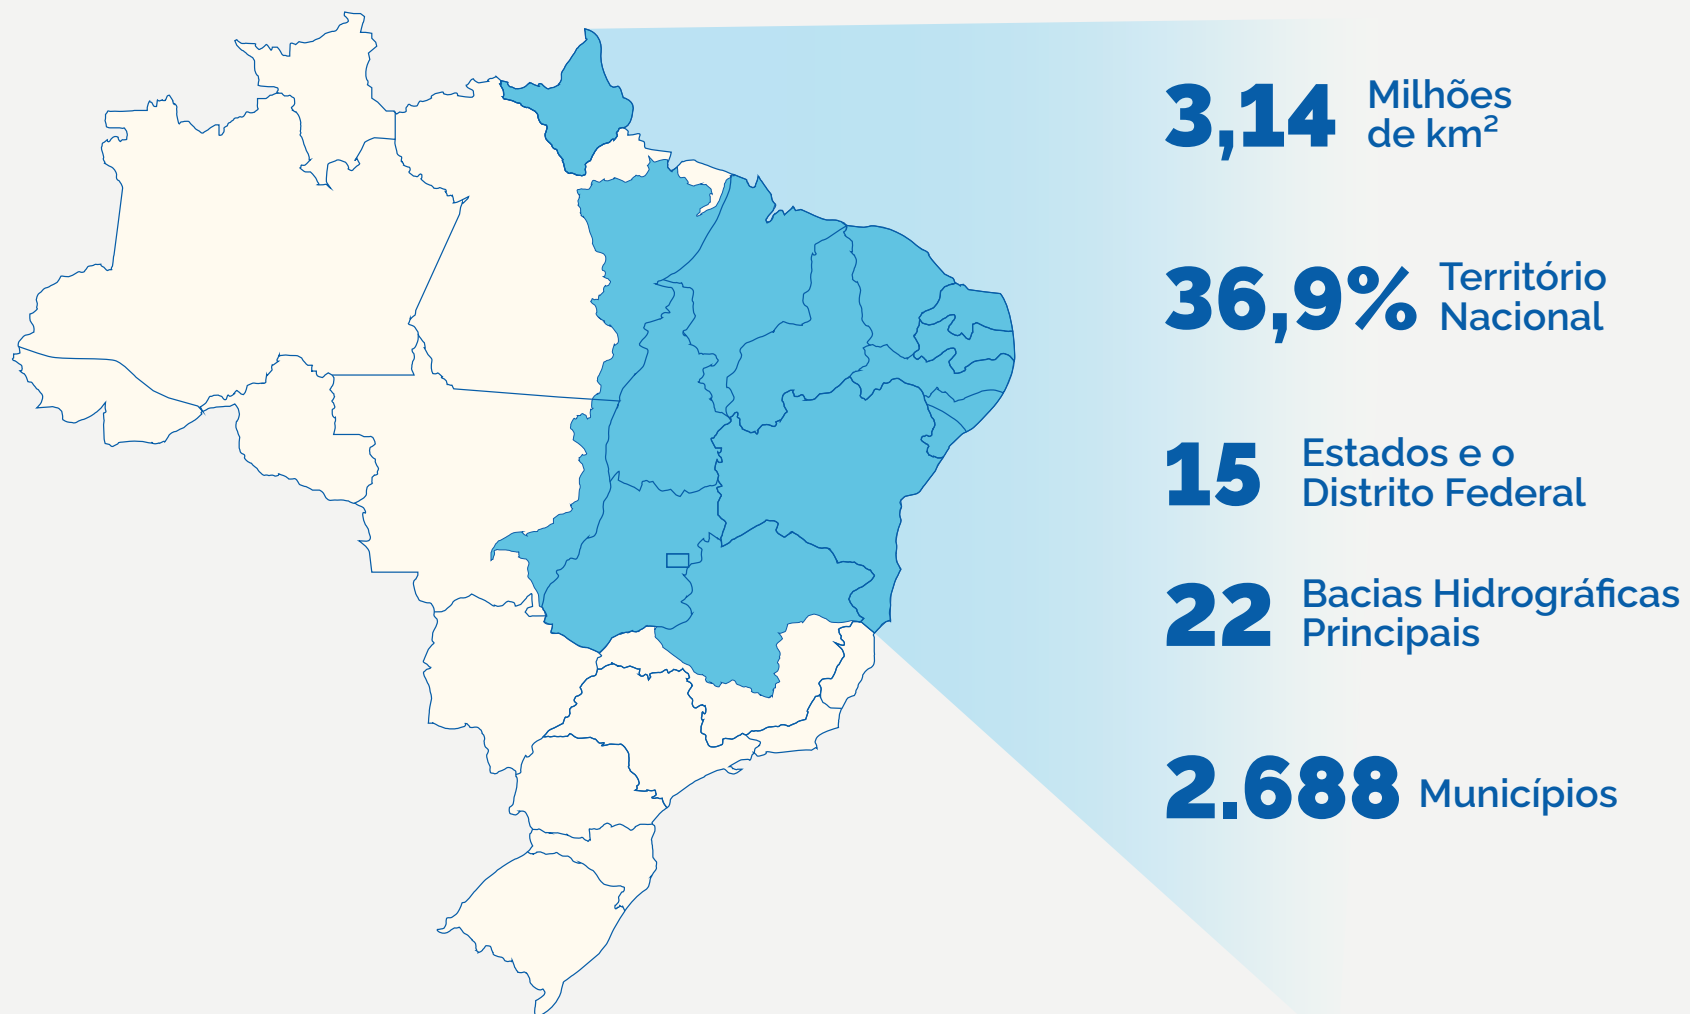 3,14 Milhões
de km²
36,9% Território
Nacional
15 Estados e o
Distrito Federal
22 Bacias Hidrográficas
Principais
2.688 Municípios